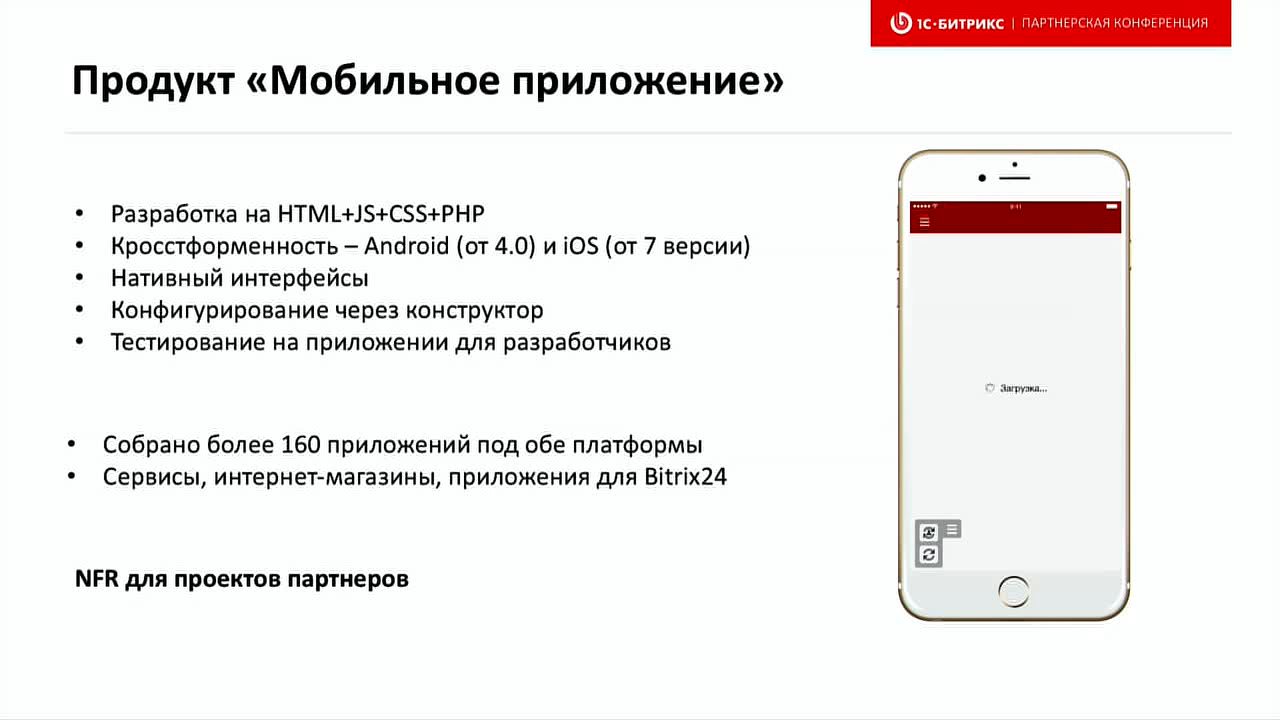 1С-БИТРИКС | ПАРТНЕРСКАЯ КОНФЕРЕНЦИЯ
Продукт «Мобильное приложение»
• Разработка на HTML+JS+CSS+PHP
• Кросстформенность – Android (от 4.0) и iOS (от 7 версии)
• Нативный интерфейсы
• Конфигурирование через конструктор
• Тестирование на приложении для разработчиков
• Собрано более 160 приложений под обе платформы
• Сервисы, интернет-магазины, приложения для Bitrix24
NFR для проектов партнеров
9:41
Загрузка...